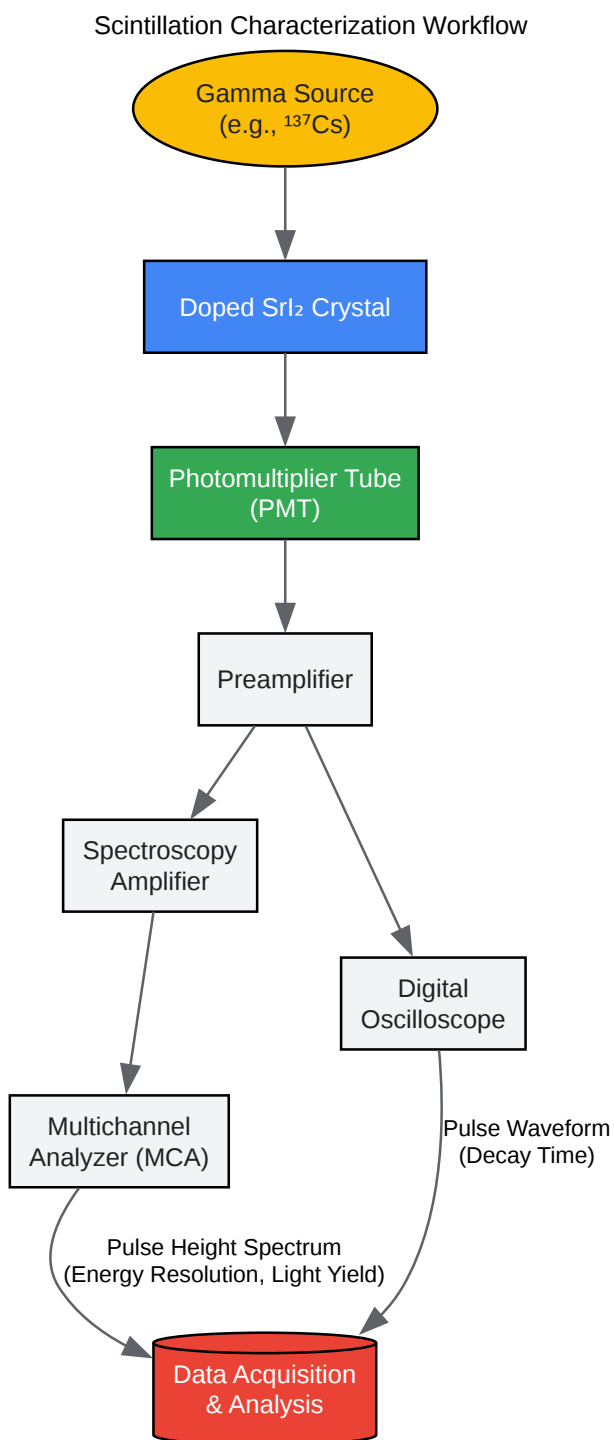 Scintillation Characterization Workflow
Gamma Source
(e.g., ¹³⁷Cs)
Doped SrI₂ Crystal
Photomultiplier Tube
(PMT)
Preamplifier
Spectroscopy
Amplifier
Digital
Oscilloscope
Multichannel
Analyzer (MCA)
Pulse Waveform
(Decay Time)
Pulse Height Spectrum
(Energy Resolution, Light Yield)
Data Acquisition
& Analysis